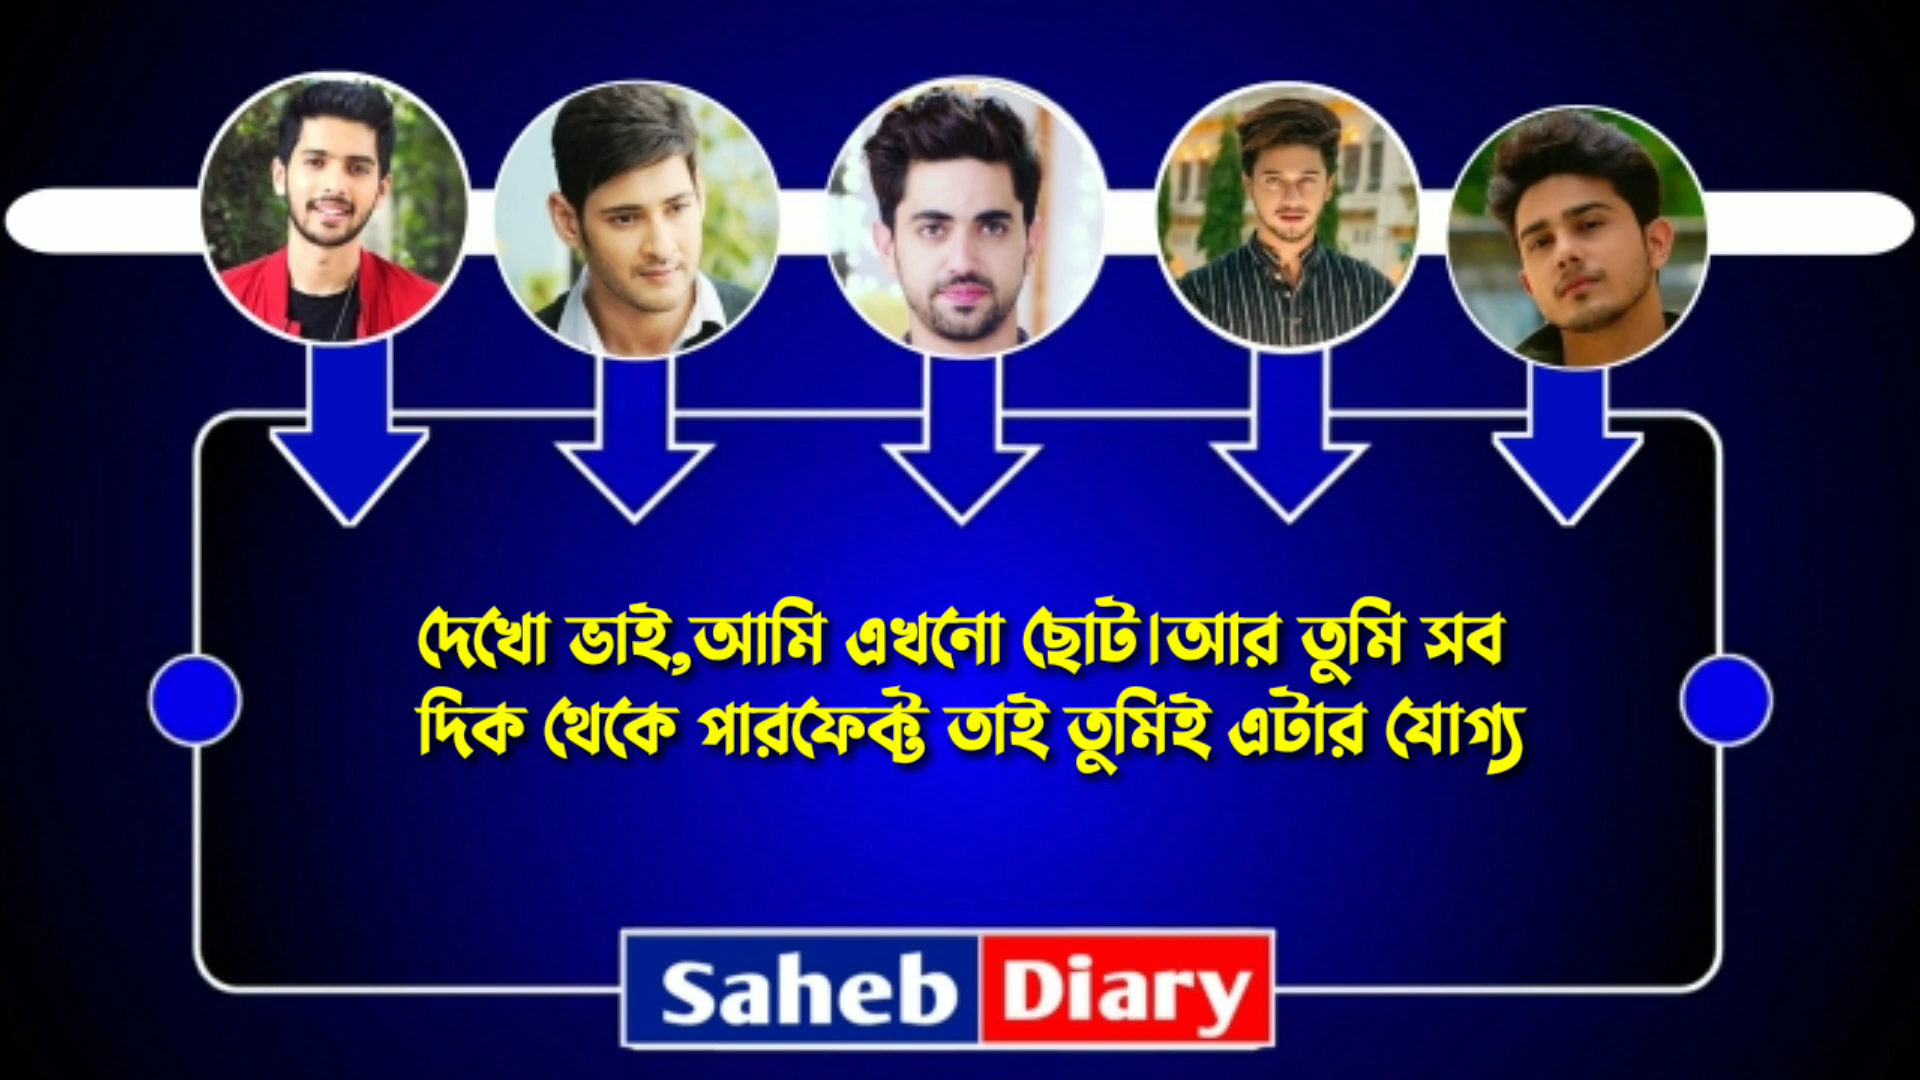 দেখো ভাই,আমি এখনো ছোট।আর তুমি সব
দিক থেকে পারফেক্ট তাই তুমিই এটার যোগ্য
Saheb Diary